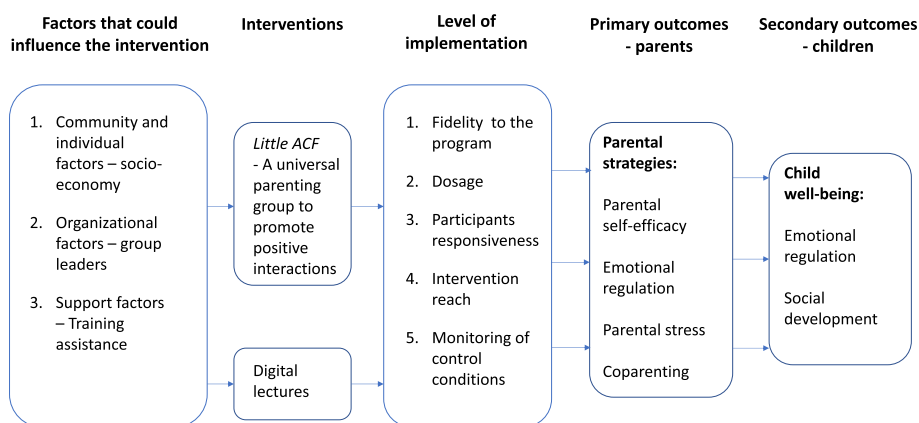 Factors that could
influence the intervention
Interventions
Level of
implementation
Primary outcomes
- parents
Secondary outcomes
- children
1. Community and
individual
factors – socio-
economy
2. Organizational
factors – group
leaders
3. Support factors
– Training
assistance
Little ACF
- A universal
parenting
group to
promote
positive
interactions
Digital
lectures
1. Fidelity to the
program
2. Dosage
3. Participants
responsiveness
4. Intervention
reach
5. Monitoring of
control
conditions
Parental
strategies:
Parental
self-efficacy
Emotional
regulation
Parental stress
Coparenting
Child
well-being:
Emotional
regulation
Social
development